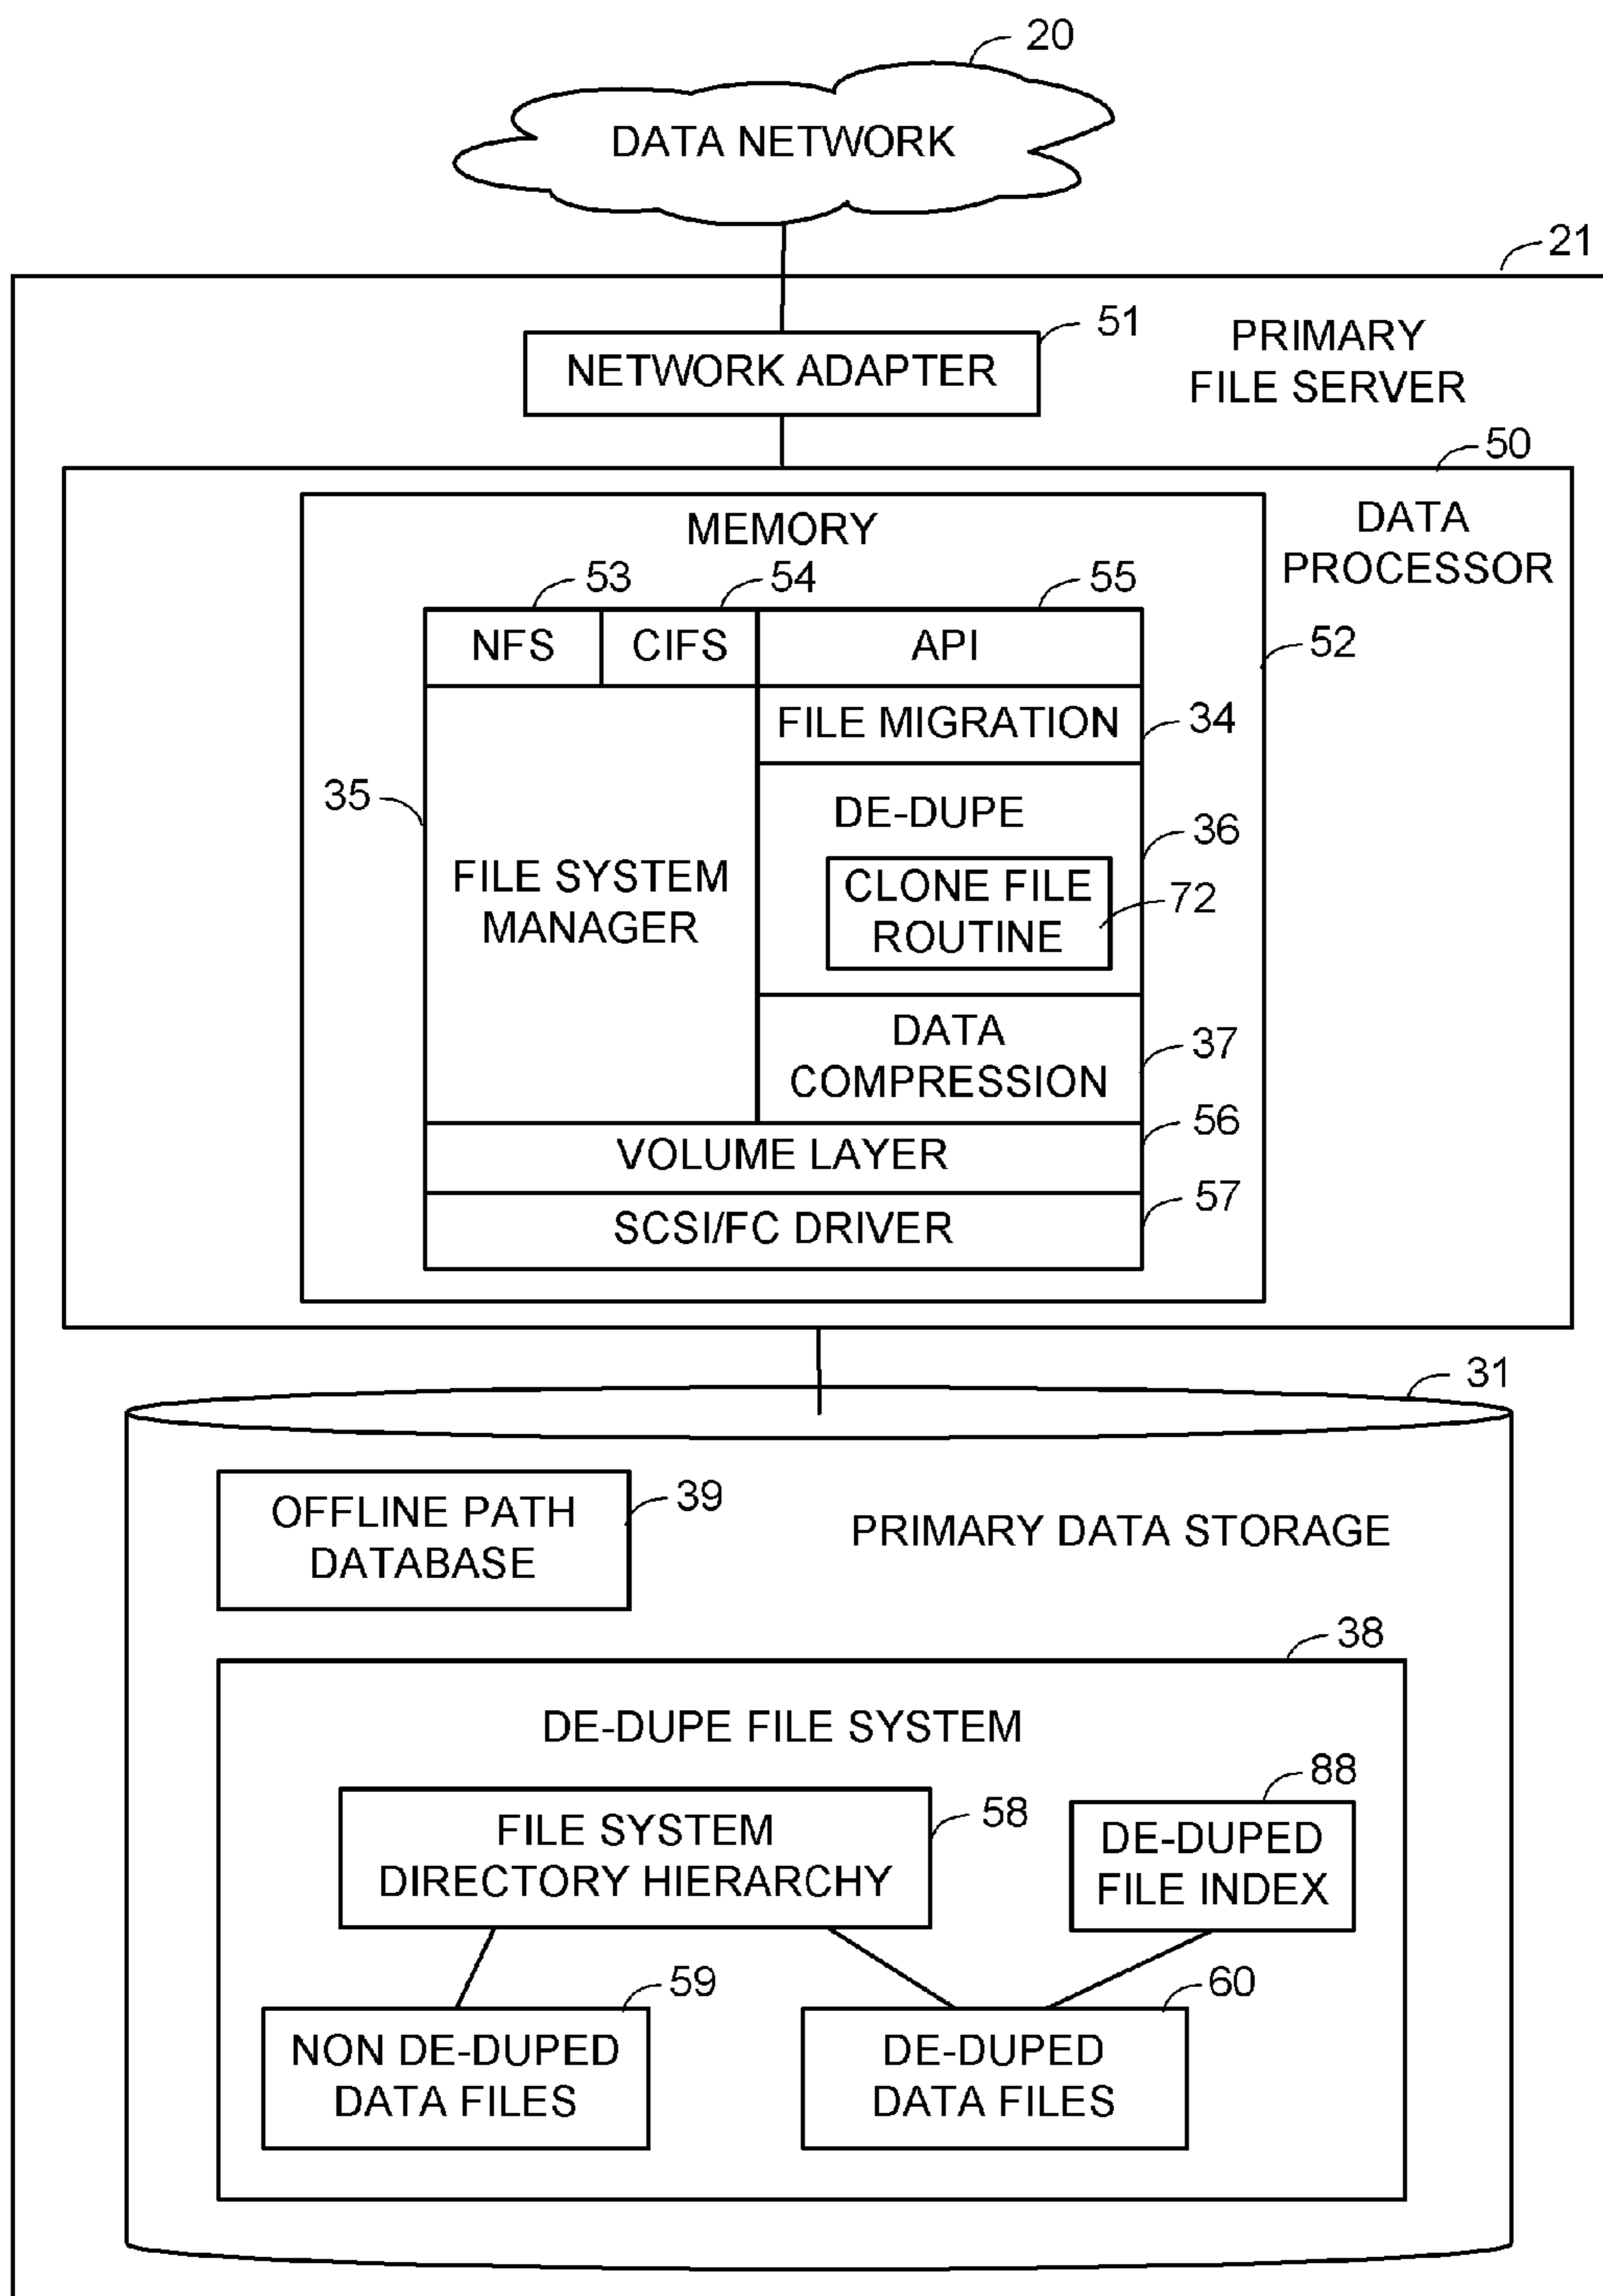 20
DATA NETWORK
21
51
NETWORK ADAPTER
PRIMARY
FILE SERVER
50
DATA
PROCESSOR
MEMORY
53
54
55
52
NFS
CIFS
API
FILE MIGRATION
34
35
FILE SYSTEM
MANAGER
DE-DUPE
36
CLONE FILE
ROUTINE
72
DATA
COMPRESSION
37
56
VOLUME LAYER
57
SCSI/FC DRIVER
31
OFFLINE PATH
DATABASE
39
PRIMARY DATA STORAGE
38
DE-DUPE FILE SYSTEM
FILE SYSTEM
DIRECTORY HIERARCHY
58
88
DE-DUPED
FILE INDEX
59
NON DE-DUPED
DATA FILES
60
DE-DUPED
DATA FILES